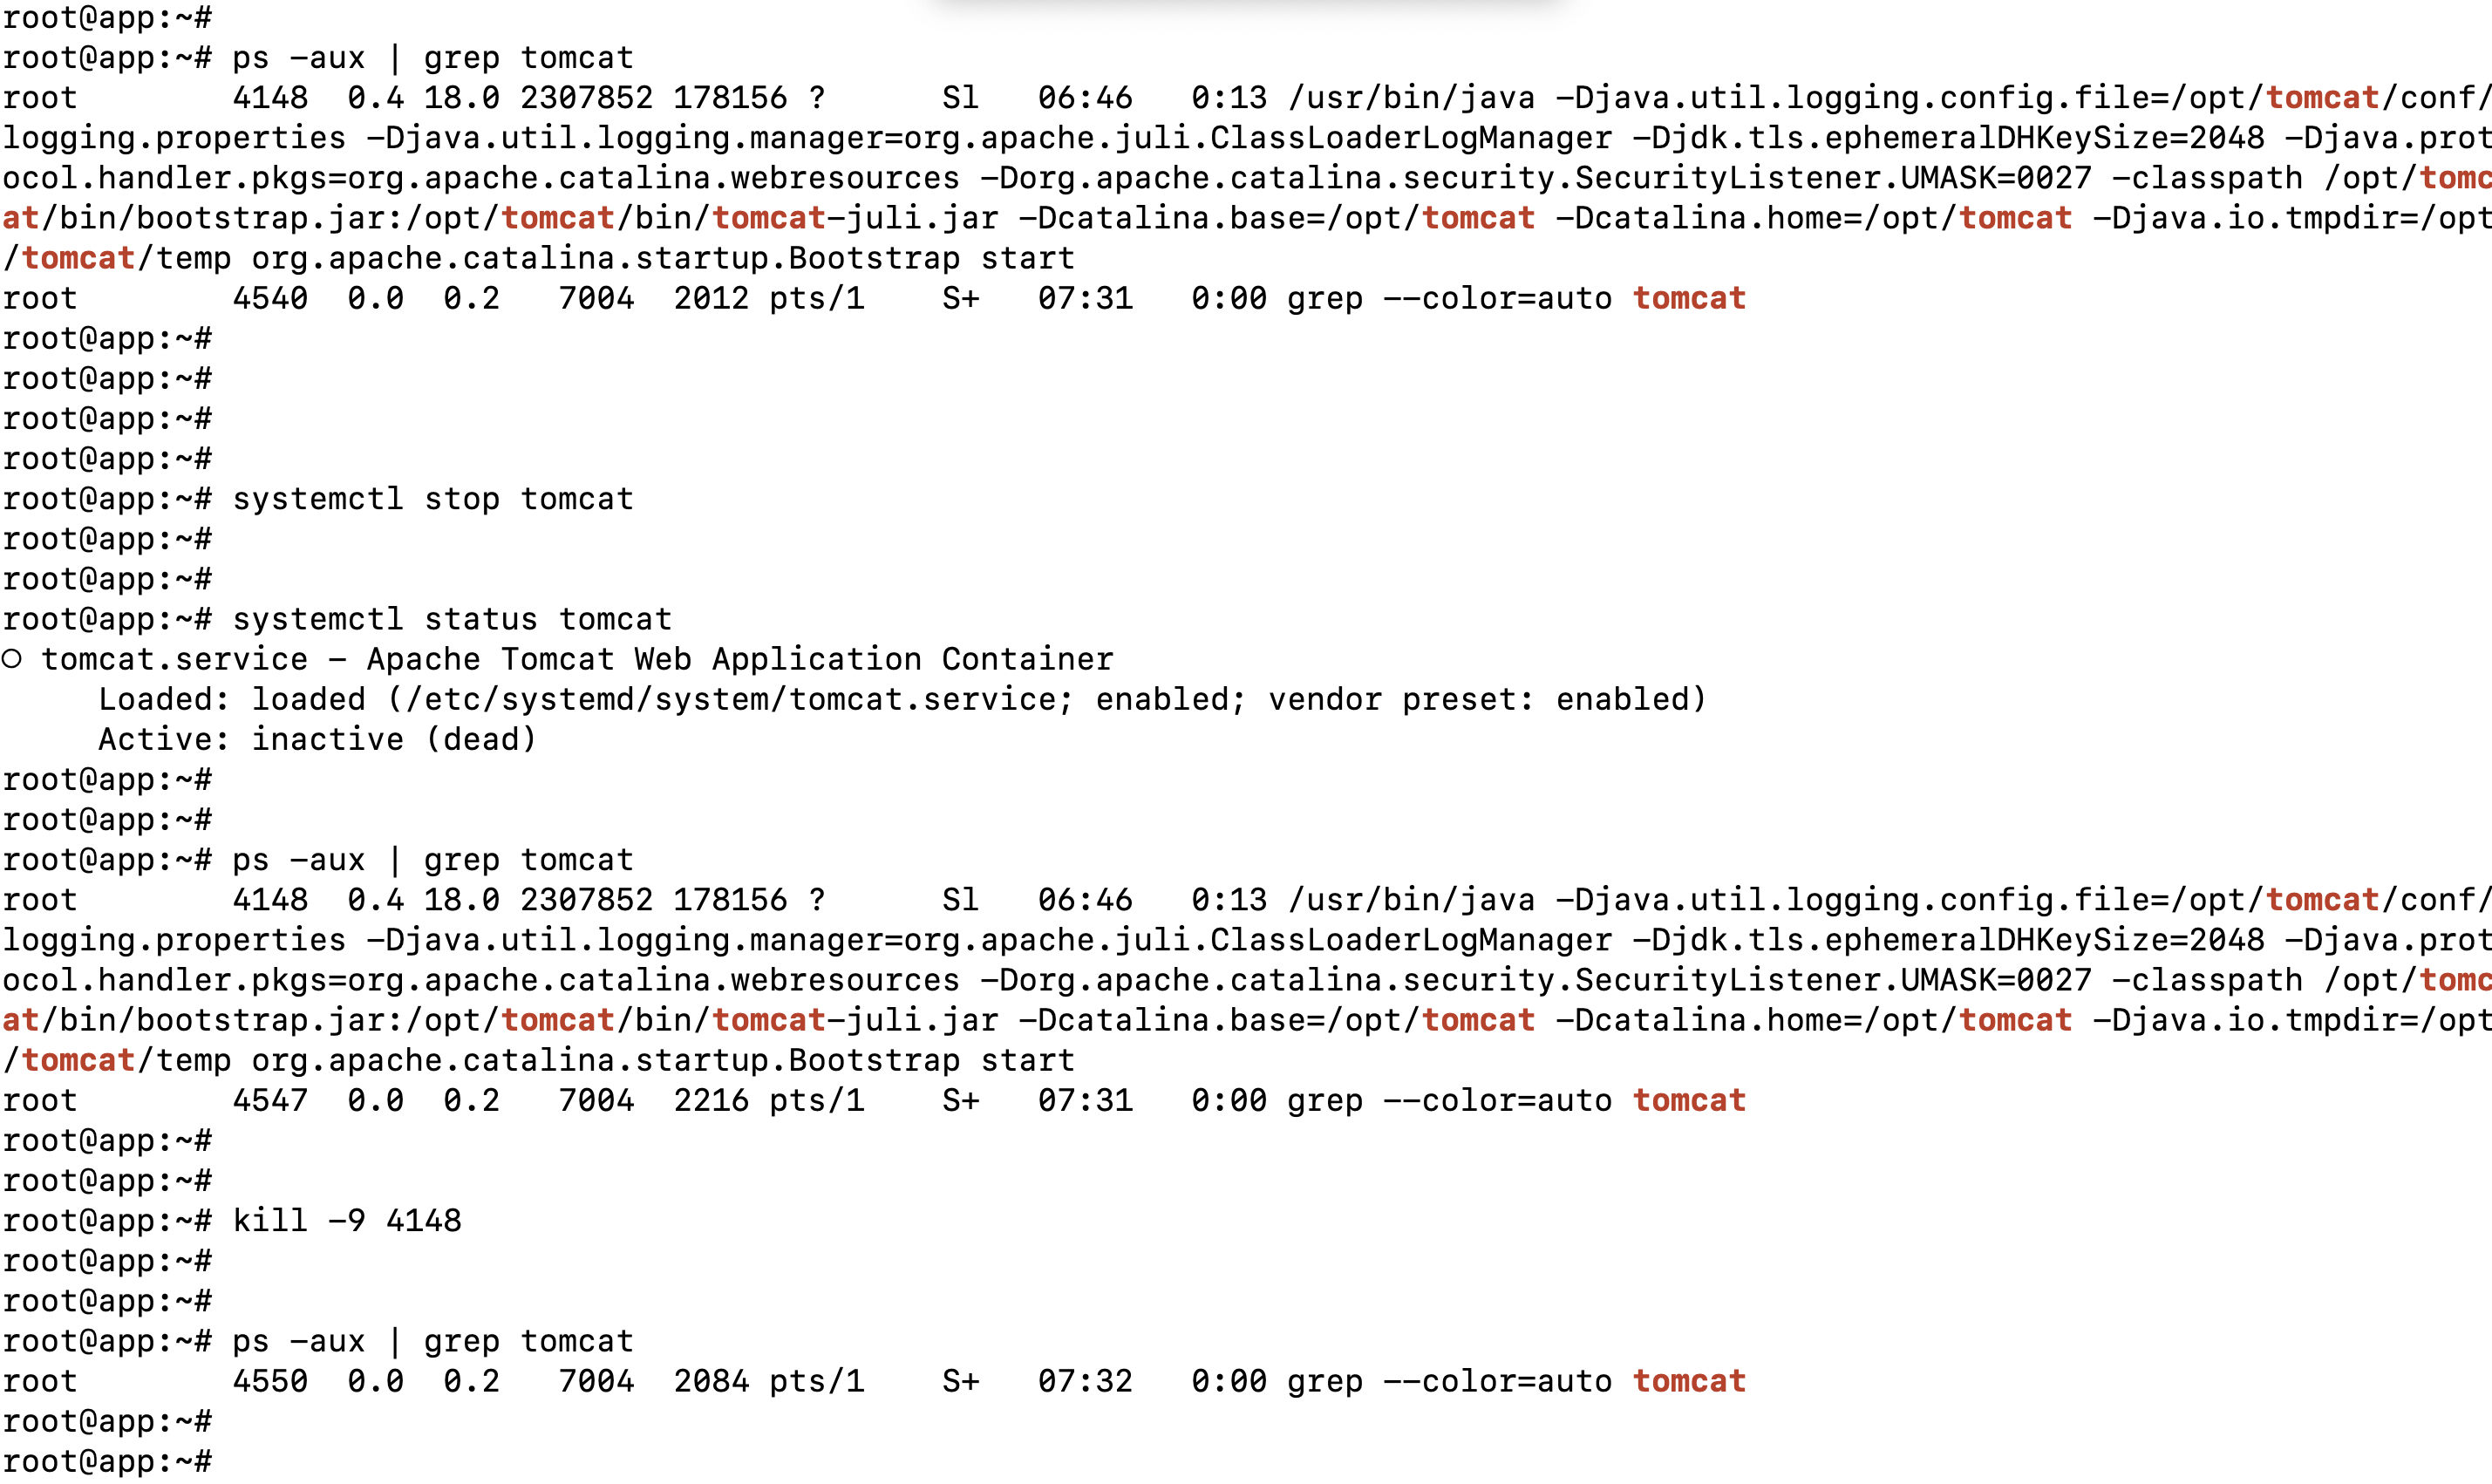 root@app:~#
root@app:~# ps -aux | grep tomcat
root        4148  0.4 18.0 2307852 178156 ?      Sl   06:46   0:13 /usr/bin/java -Djava.util.logging.config.file=/opt/tomcat/conf/
logging.properties -Djava.util.logging.manager=org.apache.juli.ClassLoaderLogManager -Djdk.tls.ephemeralDHKeySize=2048 -Djava.prot
ocol.handler.pkgs=org.apache.catalina.webresources -Dorg.apache.catalina.security.SecurityListener.UMASK=0027 -classpath /opt/tomc
at/bin/bootstrap.jar:/opt/tomcat/bin/tomcat-juli.jar -Dcatalina.base=/opt/tomcat -Dcatalina.home=/opt/tomcat -Djava.io.tmpdir=/opt
/tomcat/temp org.apache.catalina.startup.Bootstrap start
root        4540  0.0  0.2   7004  2012 pts/1    S+   07:31   0:00 grep --color=auto tomcat
root@app:~#
root@app:~#
root@app:~#
root@app:~#
root@app:~# systemctl stop tomcat
root@app:~#
root@app:~#
root@app:~# systemctl status tomcat
○ tomcat.service - Apache Tomcat Web Application Container
     Loaded: loaded (/etc/systemd/system/tomcat.service; enabled; vendor preset: enabled)
     Active: inactive (dead)
root@app:~#
root@app:~#
root@app:~# ps -aux | grep tomcat
root        4148  0.4 18.0 2307852 178156 ?      Sl   06:46   0:13 /usr/bin/java -Djava.util.logging.config.file=/opt/tomcat/conf/
logging.properties -Djava.util.logging.manager=org.apache.juli.ClassLoaderLogManager -Djdk.tls.ephemeralDHKeySize=2048 -Djava.prot
ocol.handler.pkgs=org.apache.catalina.webresources -Dorg.apache.catalina.security.SecurityListener.UMASK=0027 -classpath /opt/tomc
at/bin/bootstrap.jar:/opt/tomcat/bin/tomcat-juli.jar -Dcatalina.base=/opt/tomcat -Dcatalina.home=/opt/tomcat -Djava.io.tmpdir=/opt
/tomcat/temp org.apache.catalina.startup.Bootstrap start
root        4547  0.0  0.2   7004  2216 pts/1    S+   07:31   0:00 grep --color=auto tomcat
root@app:~#
root@app:~#
root@app:~# kill -9 4148
root@app:~#
root@app:~#
root@app:~# ps -aux | grep tomcat
root        4550  0.0  0.2   7004  2084 pts/1    S+   07:32   0:00 grep --color=auto tomcat
root@app:~#
root@app:~#